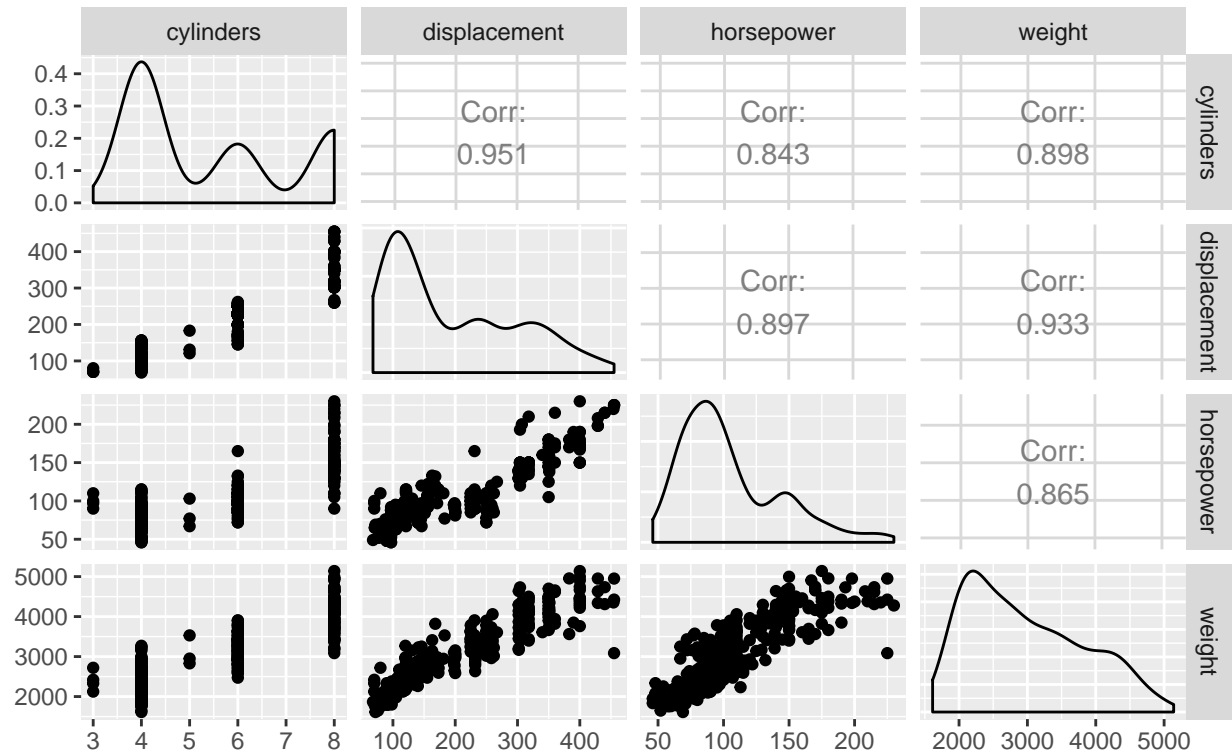 cylinders displacement horsepower weight
0.4
0.3
0.2
0.1
0.0
Corr:
0.951
Corr:
0.843
Corr:
0.898
cylinders
400
300
200
100
Corr:
0.897
Corr:
0.933
displacement
200
150
100
50
Corr:
0.865
horsepower
5000
4000
3000
2000
weight
3 4 5 6 7 8 100 200 300 400 50 100 150 200 2000 3000 4000 5000